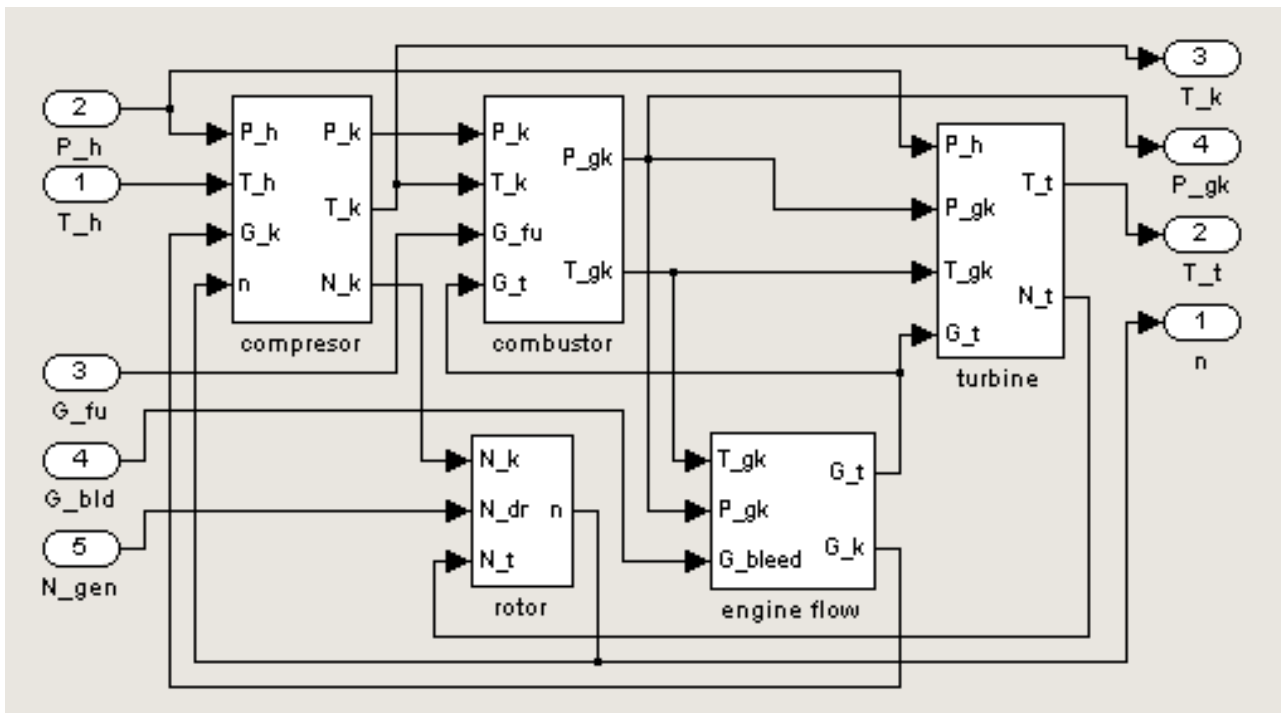 2
P_h
1
T_h
3
G_fu
4
G_bld
5
N_gen
P_h
T_h
G_k
n
P_k
T_k
N_k
compresor
P_k
T_k
G_fu
G_t
P_gk
T_gk
combustor
N_k
N_dr
N_t
n
rotor
T_gk
P_gk
G_bleed
G_t
G_k
engine flow
P_h
P_gk
T_gk
G_t
T_t
N_t
turbine
3
T_k
4
P_gk
2
T_t
1
n